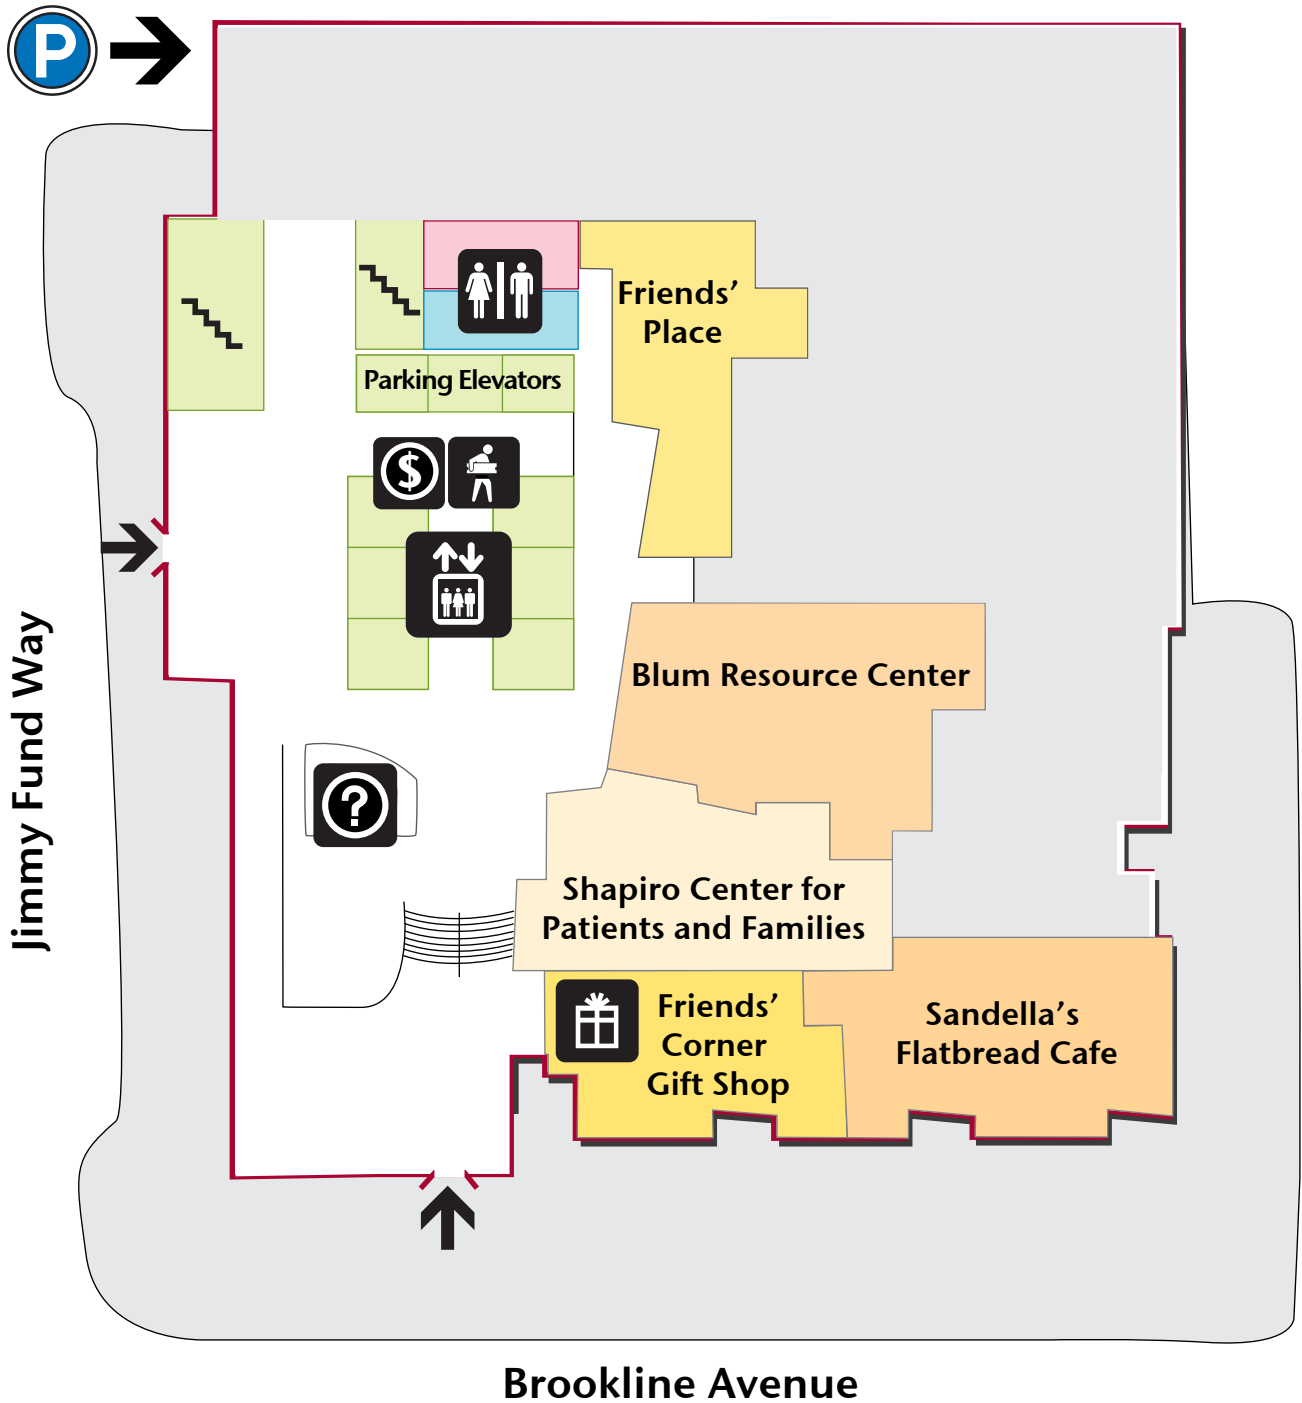 P
Friends’
Place
Parking Elevators
$
Blum Resource Center
Jimmy Fund Way
?
Shapiro Center for
Patients and Families
Friends’
Corner
Gift Shop
Sandella’s
Flatbread Cafe
Brookline Avenue